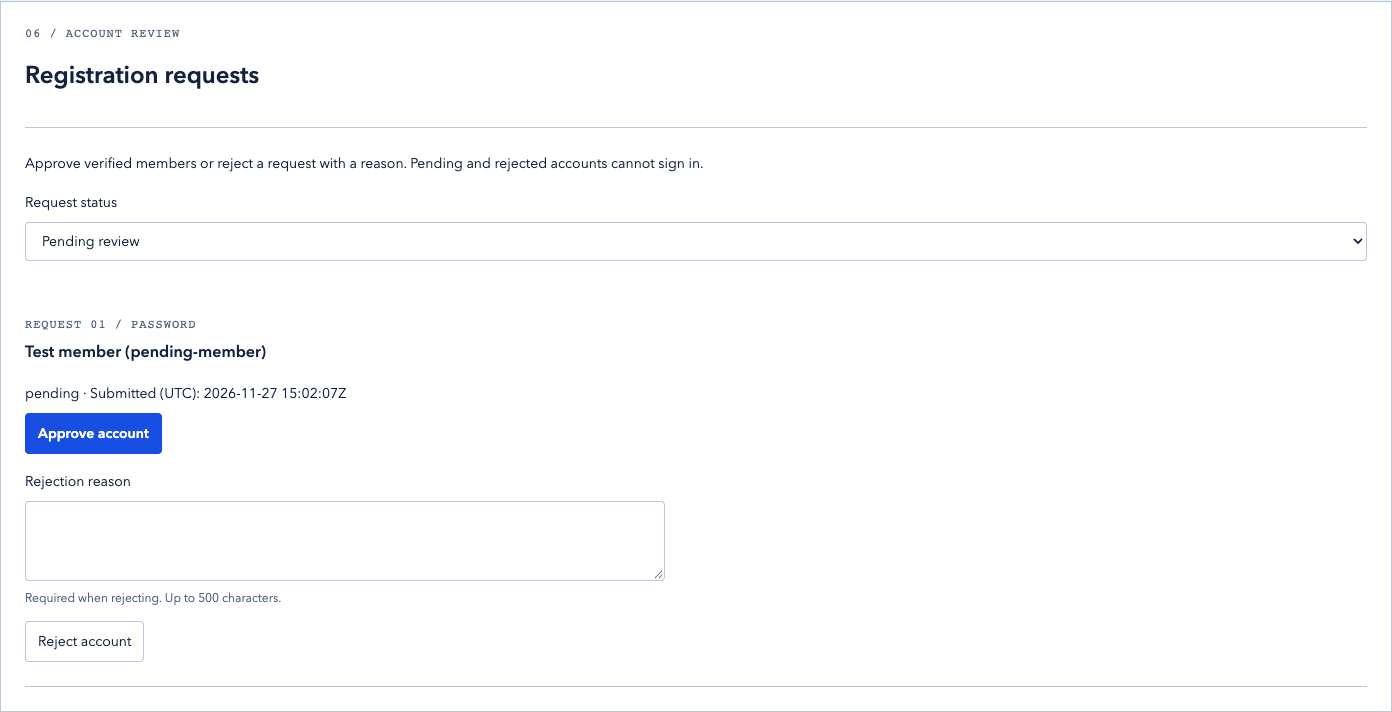 06 / ACCOUNT REVIEW
Registration requests
Approve verified members or reject a request with a reason. Pending and rejected accounts cannot sign in.
Request status
Pending review
REQUEST 01 / PASSWORD
Test member (pending-member)
pending · Submitted (UTC): 2026-11-27 15:02:07Z
Approve account
Rejection reason
Required when rejecting. Up to 500 characters.
Reject account